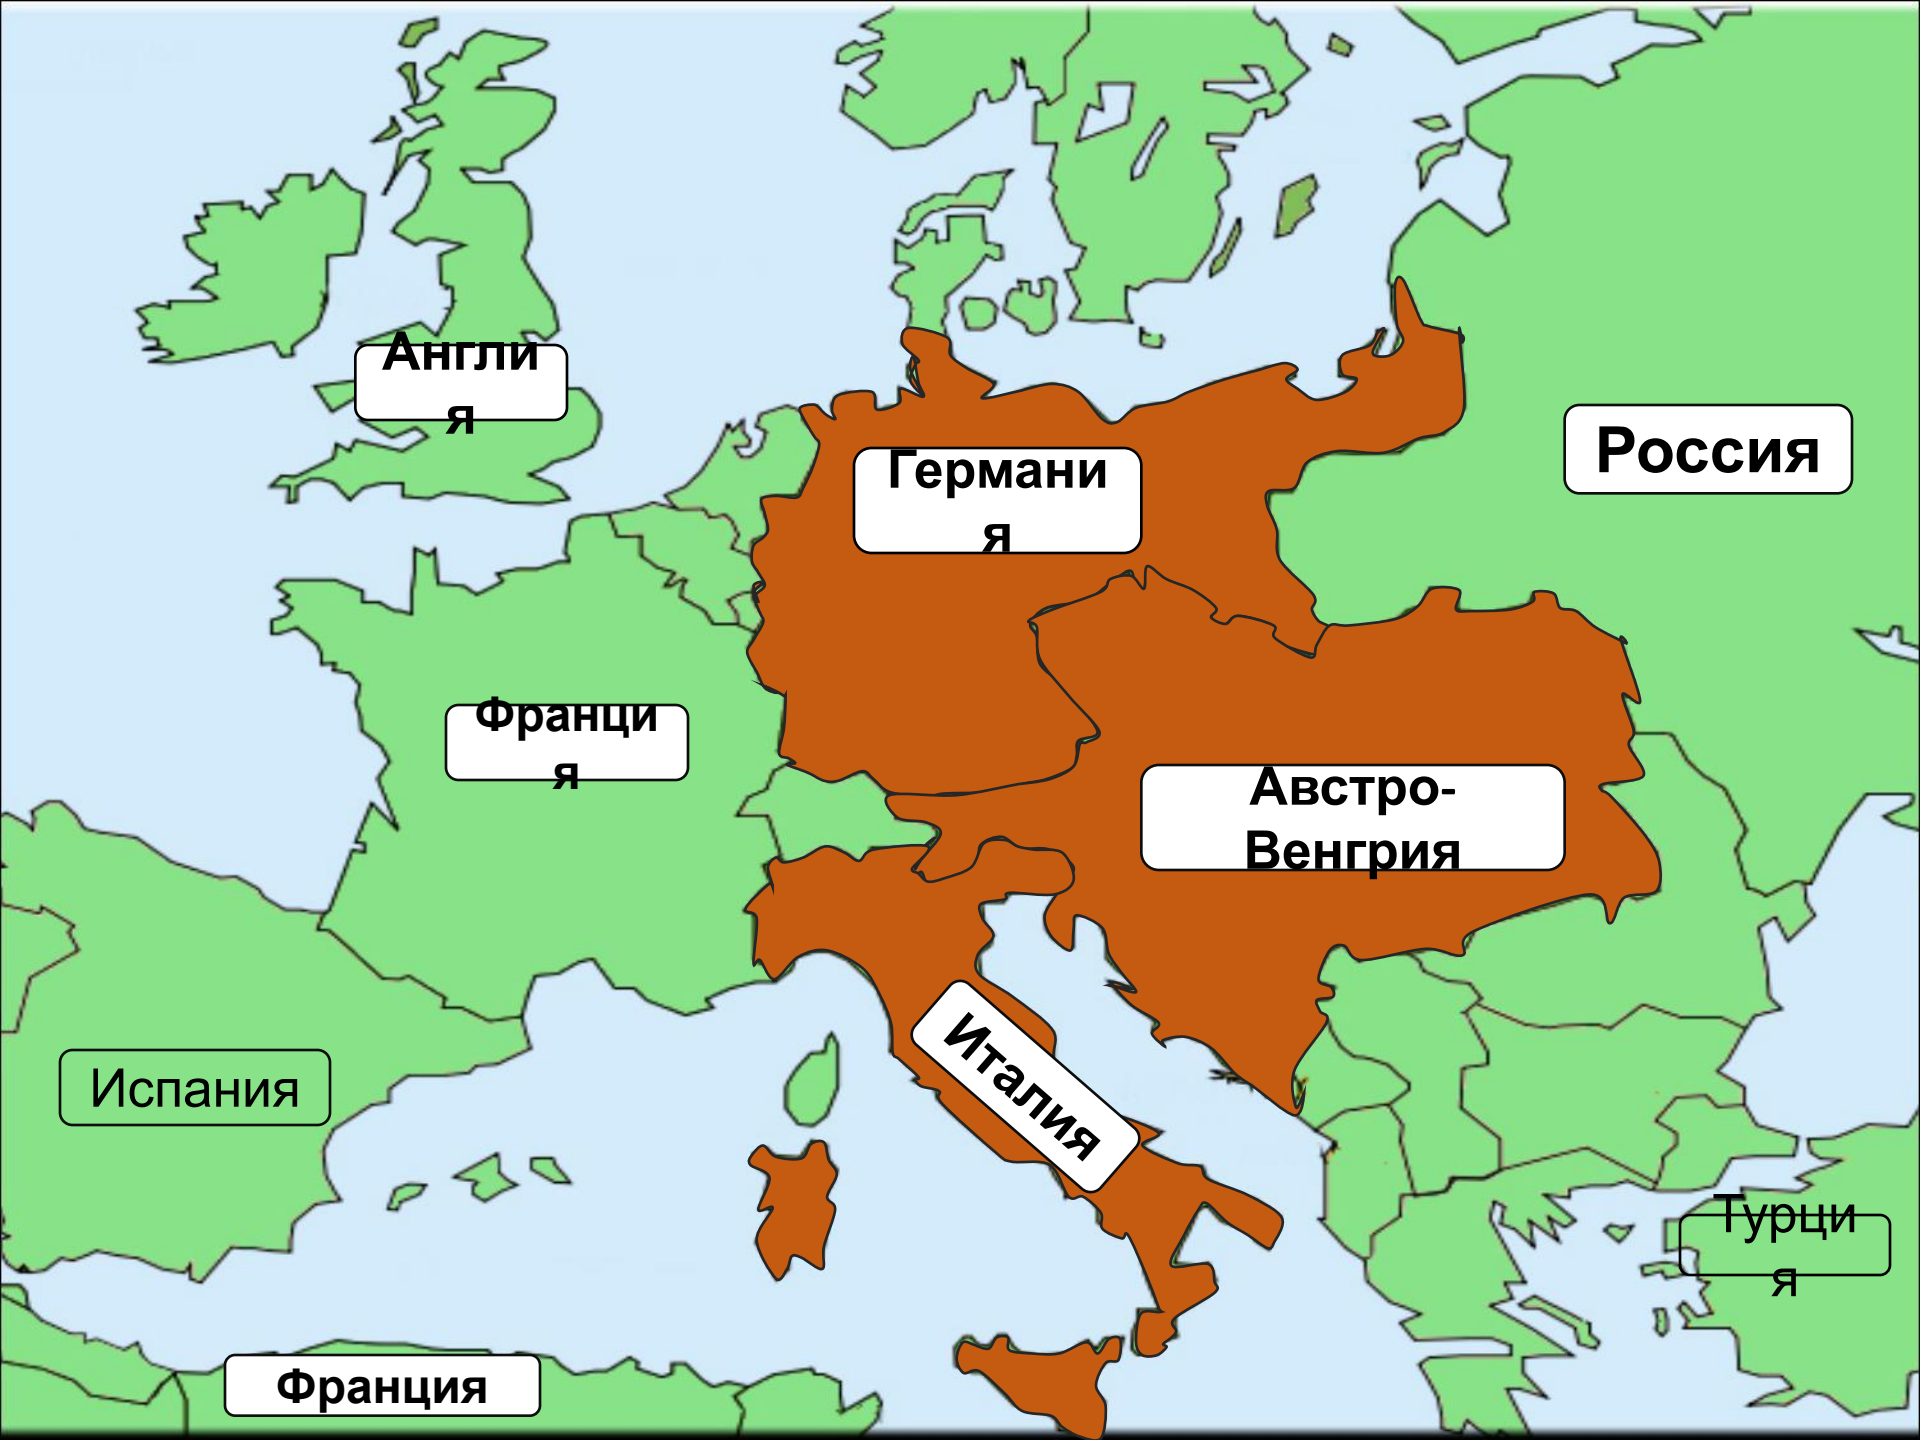 Англи
я
Россия
Германи
я
Франци
я
Австро-
Венгрия
Италия
Испания
Турци
я
Франция